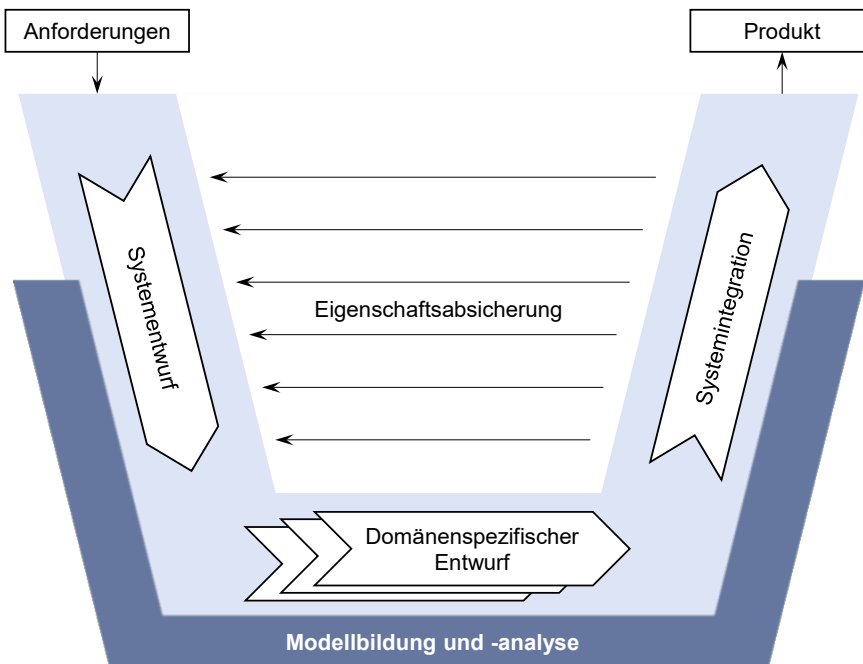 Anforderungen
Produkt
Systementwurf
Eigenschaftsabsicherung
Systemintegration
Domänenspezifischer
Entwurf
Modellbildung und -analyse